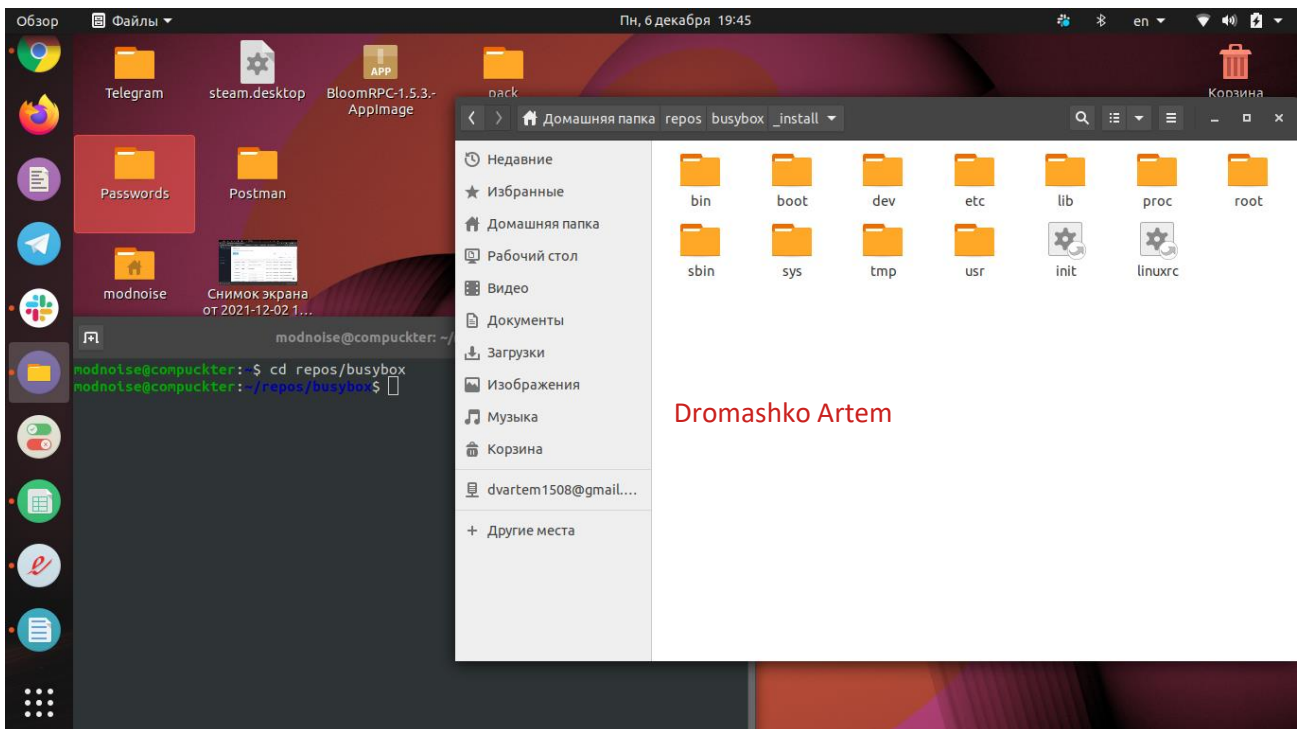 Обзор Файлы Пн, 6 декабря 19:45 en
Telegram steam.desktop BloomRPC-1.5.3.- pack Корзина
AppImage
APP
Passwords Postman
modnoise Снимок экрана
от 2021-12-02 1...
Домашняя папка repos busybox _install
Недавние
Избранные
Домашняя папка
Рабочий стол
Видео
Документы
Загрузки
Изображения
Музыка
Корзина
dvartem1508@gmail....
+ Другие места
bin boot dev etc lib proc root
sbin sys tmp usr init linuxrc
Dromashko Artem
modnoise@compuckter: ~/
modnoise@compuckter:~$ cd repos/busybox
modnoise@compuckter:~/repos/busybox$